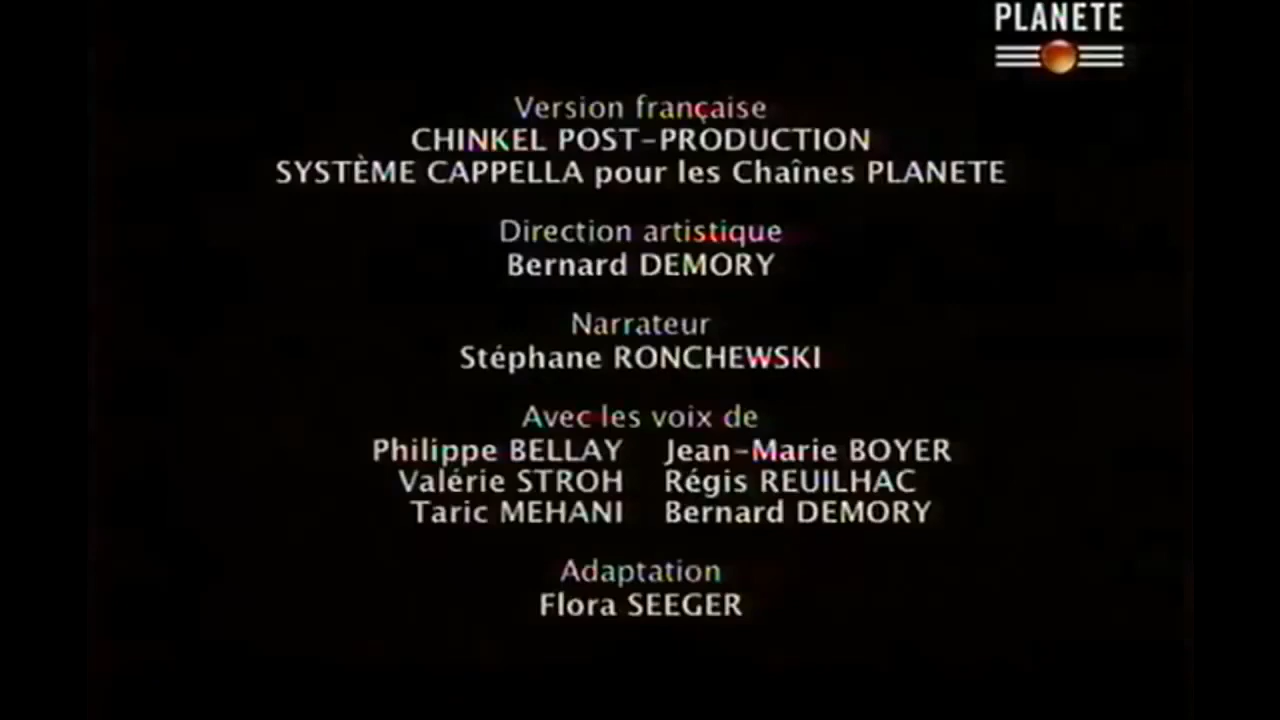 PLANETE
Version française
CHINKEL POST-PRODUCTION
SYSTÈME CAPPELLA pour les Chaînes PLANETE
Direction artistique
Bernard DEMORY
Narrateur
Stéphane RONCHEWSKI
Avec les voix de
Philippe BELLAY Jean-Marie BOYER
Valérie STROH Régis REUILHAC
Taric MEHANI Bernard DEMORY
Adaptation
Flora SEEGER